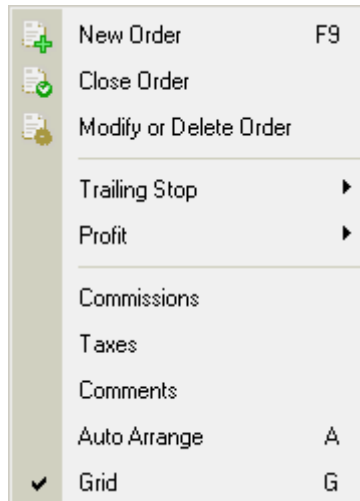 New Order F9
Close Order
Modify or Delete Order
Trailing Stop
Profit
Commissions
Taxes
Comments
Auto Arrange A
Grid G